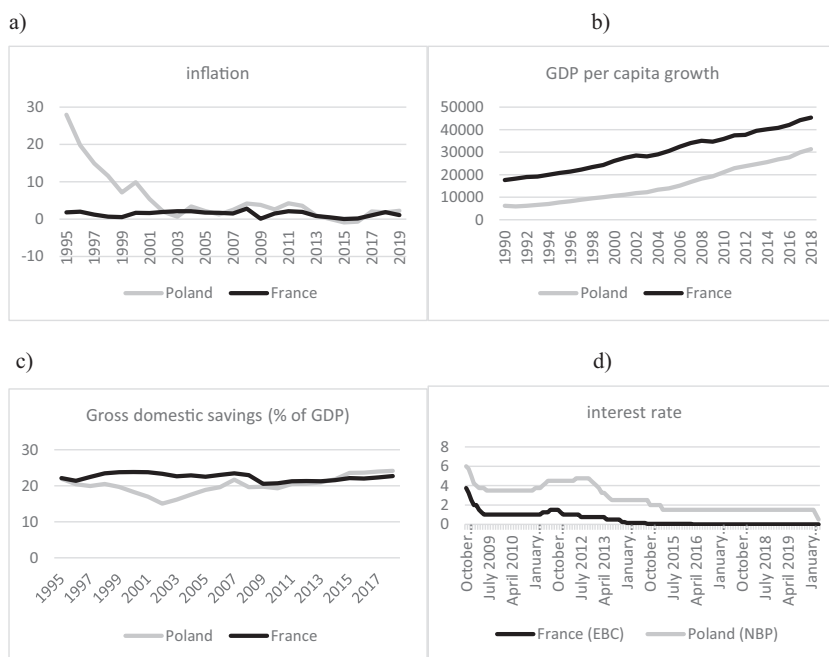 a)
b)
inflation
30
20
10
0
-10
1995
1997
1999
2001
2003
2005
2007
2009
2011
2013
2015
2017
2019
Poland France
GDP per capita growth
50000
40000
30000
20000
10000
0
1990
1992
1994
1996
1998
2000
2002
2004
2006
2008
2010
2012
2014
2016
2018
Poland France
c)
d)
Gross domestic savings (% of GDP)
30
20
10
0
1995
1997
1999
2001
2003
2005
2007
2009
2011
2013
2015
2017
Poland France
interest rate
8
6
4
2
0
October...
July 2009
April 2010
January...
October...
July 2012
April 2013
January...
October...
July 2015
April 2016
January...
October...
July 2018
April 2019
January...
France (EBC) Poland (NBP)